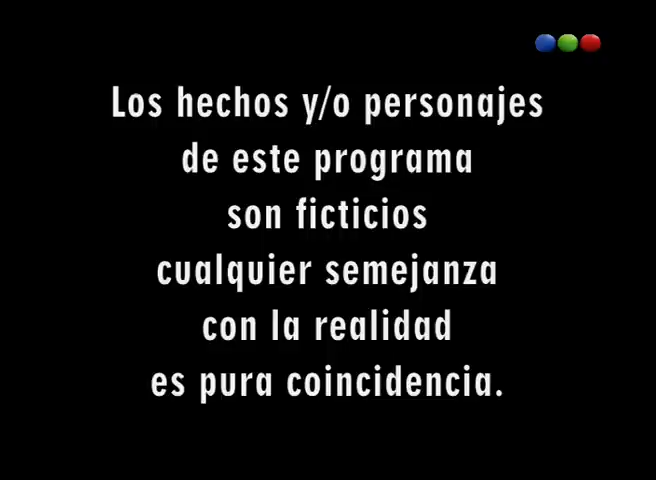 Los hechos y/o personajes
de este programa
son ficticios
cualquier semejanza
con la realidad
es pura coincidencia.